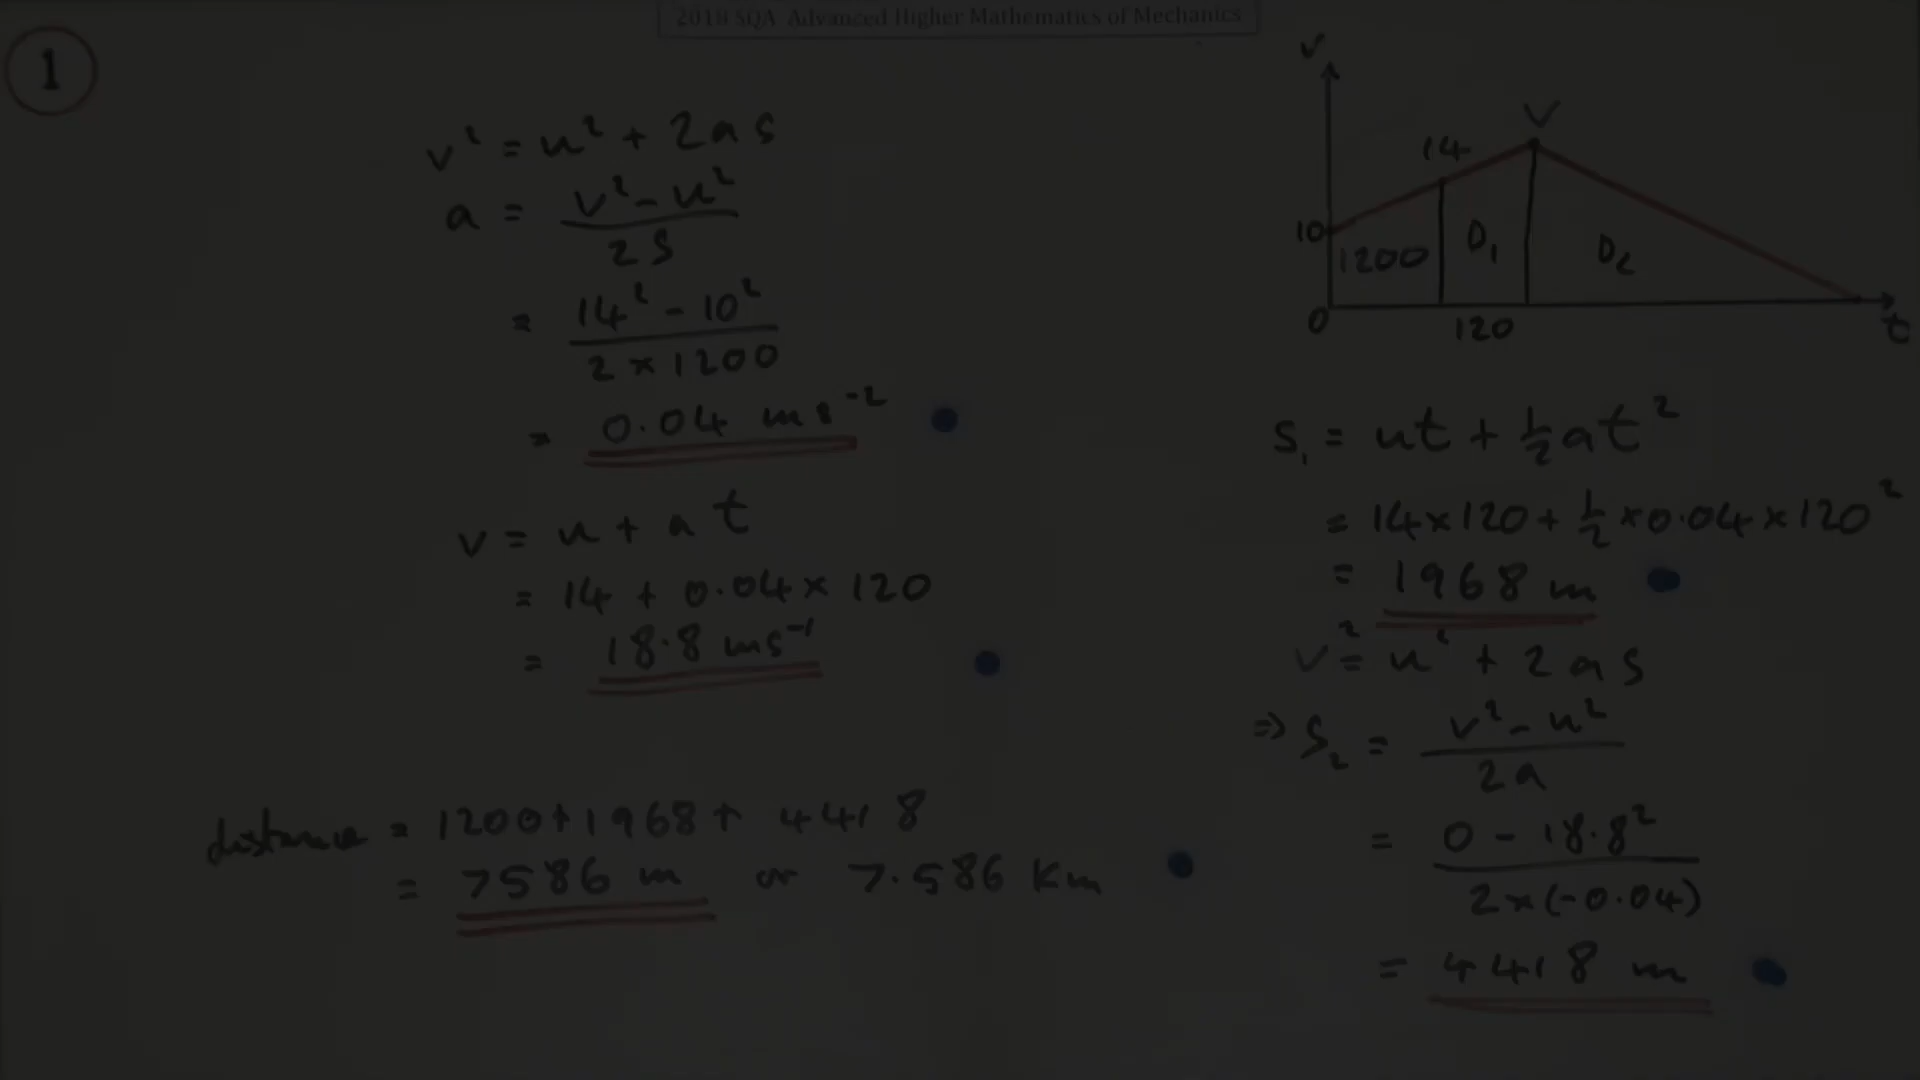 2019 SQA Advanced Higher Mathematics of Mechanics
1
v² = u² + 2as
a = v² - u² / 2s
= 14² - 10² / 2 × 1200
= 0.04 ms⁻²
v = u + at
= 14 + 0.04 × 120
= 18.8 ms⁻¹
distance = 1200 + 1968 + 4418
= 7586 m or 7.586 Km
v
V
14
10
1200
D₁
D₂
0
120
t
S₁ = ut + ½at²
= 14×120 + ½×0.04×120²
= 1968 m
v² = u² + 2as
⇒ S₂ = v² - u² / 2a
= 0 - 18.8² / 2×(-0.04)
= 4418 m